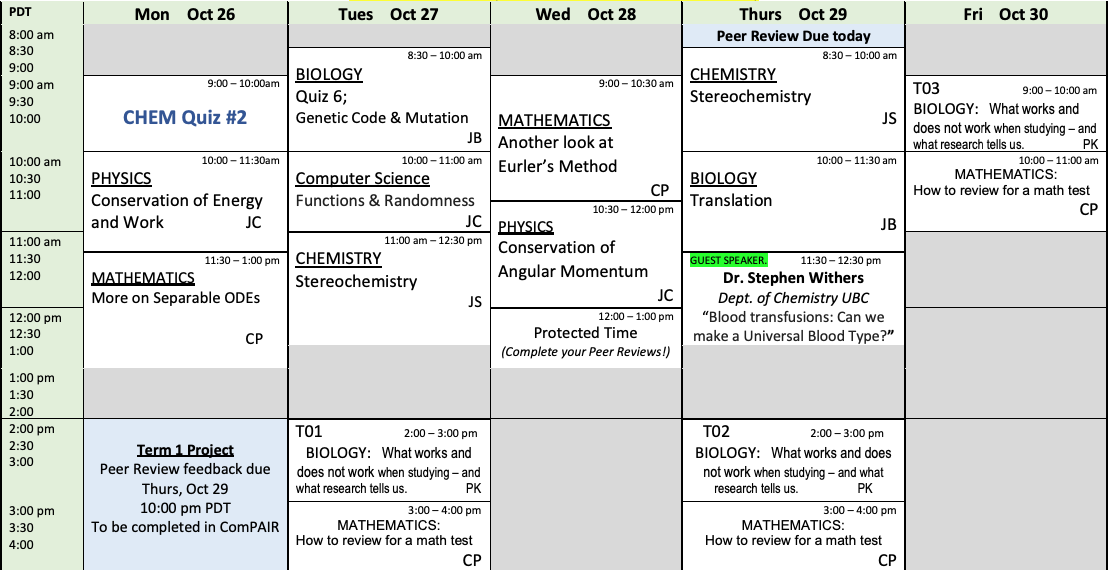 PDT
Mon Oct 26
Tues Oct 27
Wed Oct 28
Thurs Oct 29
Fri Oct 30
8:00 am
8:30
9:00
9:00 am
9:30
10:00
10:00 am
10:30
11:00
11:00 am
11:30
12:00
12:00 pm
12:30
1:00
1:00 pm
1:30
2:00
2:00 pm
2:30
3:00
3:00 pm
3:30
4:00
9:00 – 10:00am
CHEM Quiz #2
10:00 – 11:30am
PHYSICS
Conservation of Energy
and Work JC
11:30 – 1:00 pm
MATHEMATICS
More on Separable ODEs
CP
Term 1 Project
Peer Review feedback due
Thurs, Oct 29
10:00 pm PDT
To be completed in ComPAIR
8:30 – 10:00 am
BIOLOGY
Quiz 6;
Genetic Code & Mutation
JB
10:00 – 11:00 am
Computer Science
Functions & Randomness
JC
11:00 am – 12:30 pm
CHEMISTRY
Stereochemistry
JS
T01 2:00 – 3:00 pm
BIOLOGY: What works and
does not work when studying – and
what research tells us. PK
3:00 – 4:00 pm
MATHEMATICS:
How to review for a math test
CP
9:00 – 10:30 am
MATHEMATICS
Another look at
Eurler’s Method
CP
10:30 – 12:00 pm
PHYSICS
Conservation of
Angular Momentum
JC
12:00 – 1:00 pm
Protected Time
(Complete your Peer Reviews!)
Peer Review Due today
8:30 – 10:00 am
CHEMISTRY
Stereochemistry
JS
10:00 – 11:30 am
BIOLOGY
Translation
JB
GUEST SPEAKER. 11:30 – 12:30 pm
Dr. Stephen Withers
Dept. of Chemistry UBC
“Blood transfusions: Can we
make a Universal Blood Type?”
T02 2:00 – 3:00 pm
BIOLOGY: What works and does
not work when studying – and what
research tells us. PK
3:00 – 4:00 pm
MATHEMATICS:
How to review for a math test
CP
T03 9:00 – 10:00 am
BIOLOGY: What works and
does not work when studying – and
what research tells us. PK
10:00 – 11:00 am
MATHEMATICS:
How to review for a math test
CP